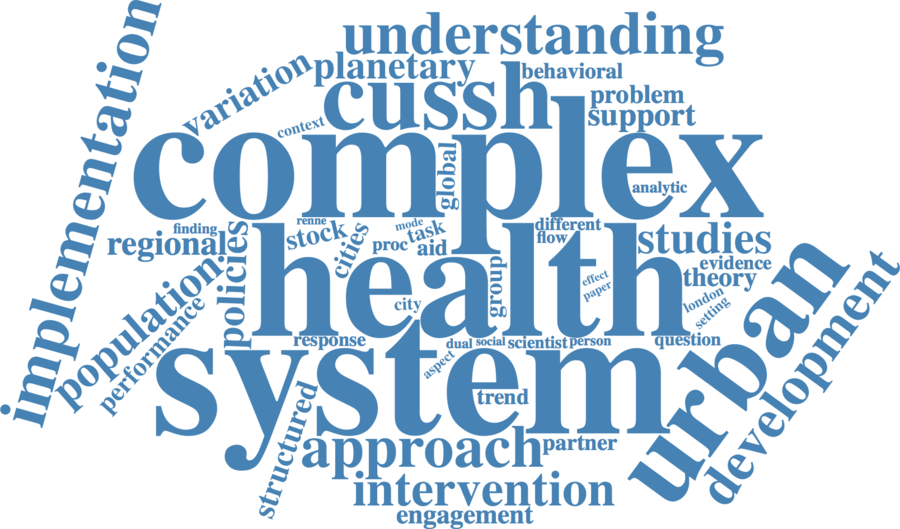 implementation
understanding
variation
planetary
behavioral
cussh
problem
support
context
complex
global
analytic
finding
renne
mode
different
regional
stock
cities
proc
task
aid
flow
studies
policies
health
evidence
theory
population
performance
city
group
effect
paper
london
setting
urban
development
response
dual
social
scientist
person
question
aspect
system
trend
structured
approach
partner
intervention
engagement